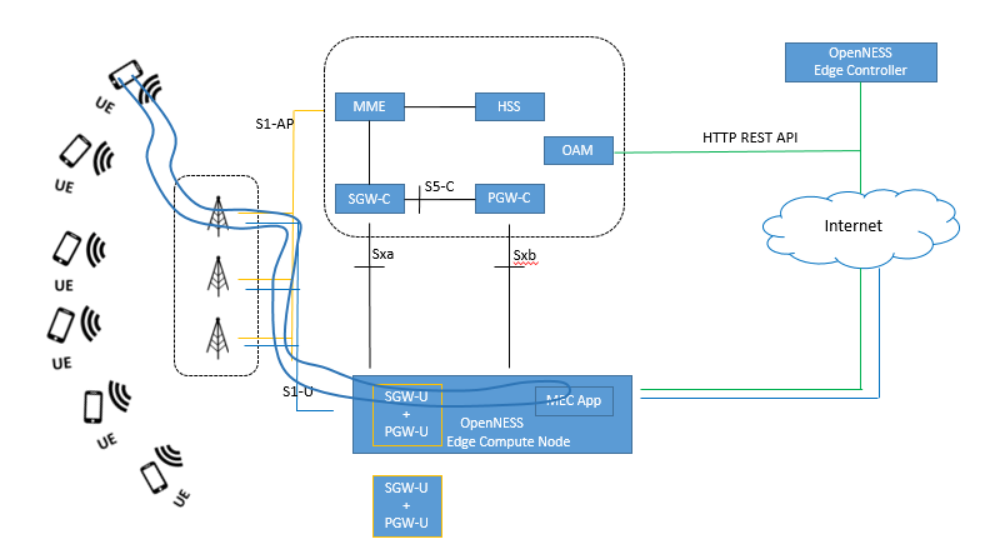 UE
OpenNESS
Edge Controller
MME
HSS
S1-AP
HTTP REST API
OAM
UE
S5-C
SGW-C
PGW-C
Internet
Sxa
Sxb
UE
UE
S1-U
SGW-U
+
PGW-U
MEC App
OpenNESS
Edge Compute Node
UE
UE
SGW-U
+
PGW-U